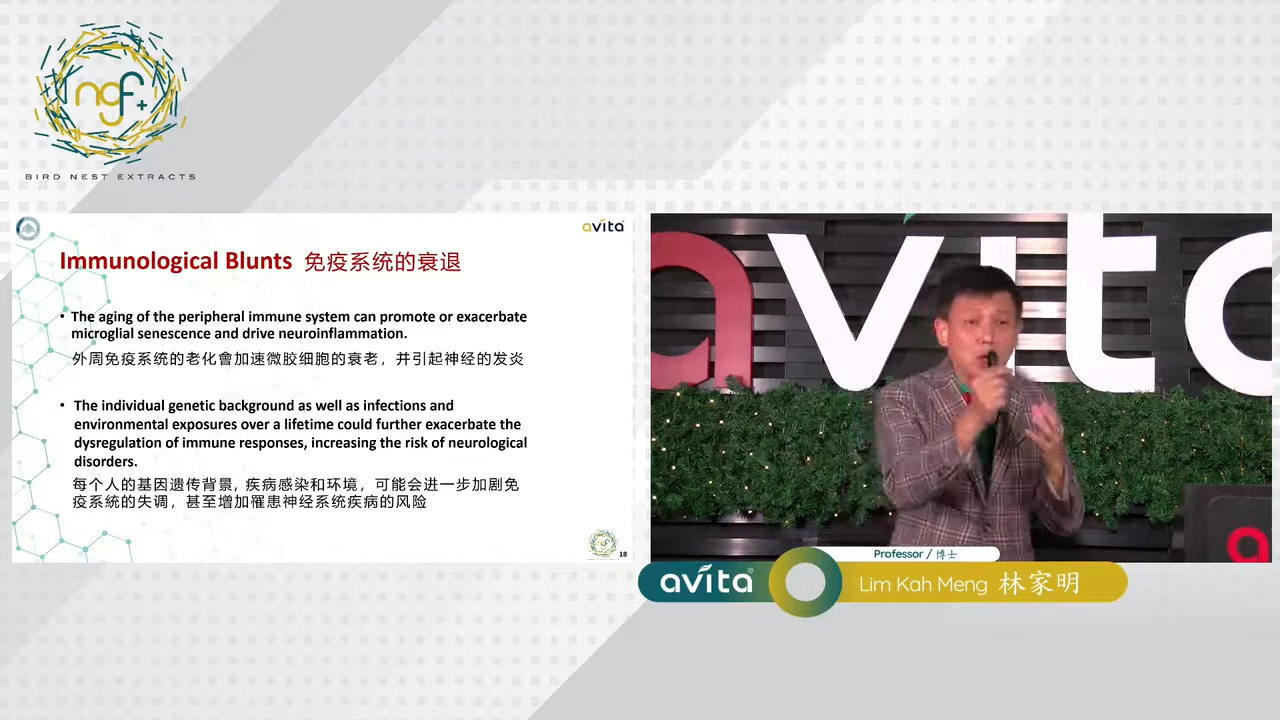 ngf+
BIRD NEST EXTRACTS
avita®
Immunological Blunts 免疫系统的衰退
• The aging of the peripheral immune system can promote or exacerbate
microglial senescence and drive neuroinflammation.
外周免疫系统的老化會加速微胶细胞的衰老，并引起神经的发炎
• The individual genetic background as well as infections and
environmental exposures over a lifetime could further exacerbate the
dysregulation of immune responses, increasing the risk of neurological
disorders.
每个人的基因遗传背景, 疾病感染和环境，可能会进一步加剧免
疫系統的失调，甚至增加罹患神经系统疾病的风险
ngf
18
avita
a
Professor / 博士
avita®
Lim Kah Meng 林家明